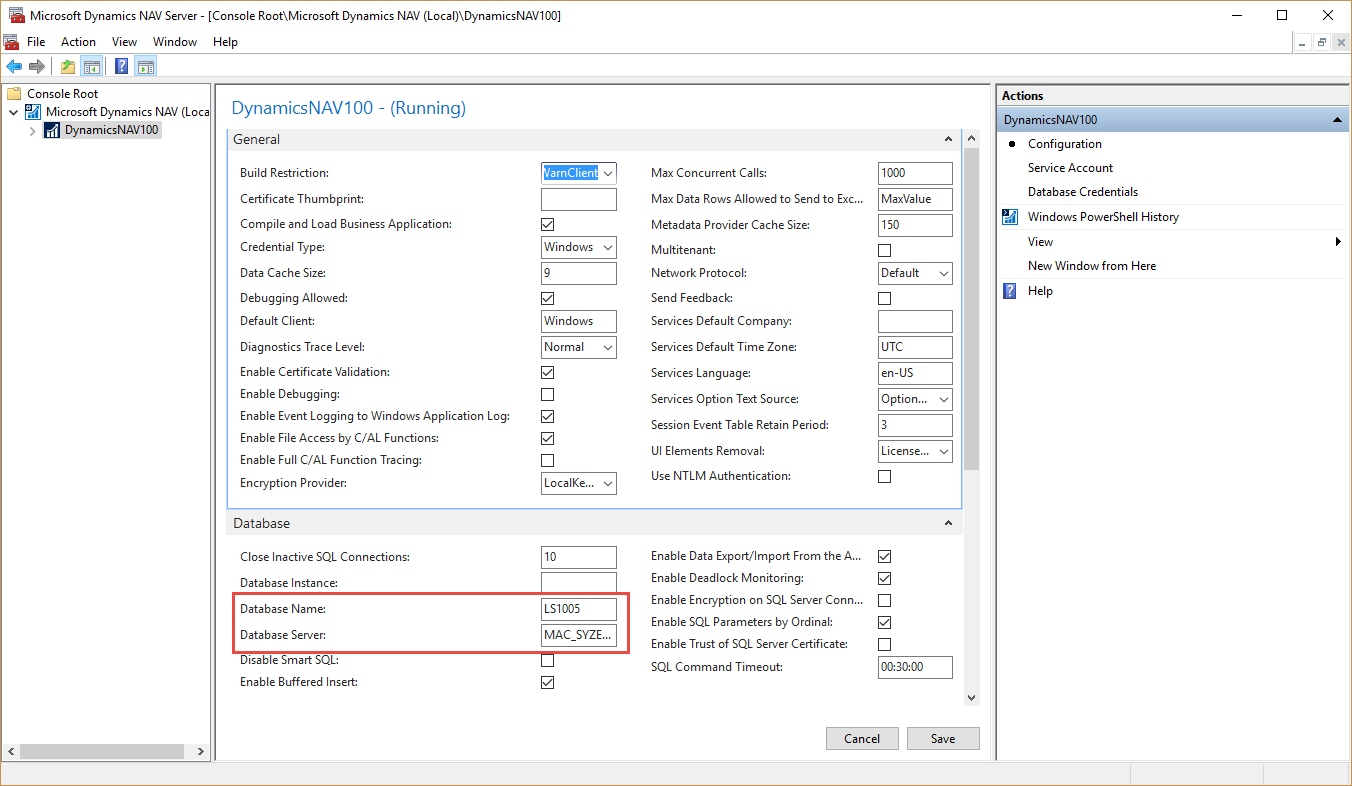 Microsoft Dynamics NAV Server - [Console Root\Microsoft Dynamics NAV (Local)\DynamicsNAV100]
File Action View Window Help
Console Root
Microsoft Dynamics NAV (Loca
DynamicsNAV100
DynamicsNAV100 - (Running)
General
Build Restriction: WarnClient
Certificate Thumbprint:
Compile and Load Business Application:
Credential Type: Windows
Data Cache Size: 9
Debugging Allowed:
Default Client: Windows
Diagnostics Trace Level: Normal
Enable Certificate Validation:
Enable Debugging:
Enable Event Logging to Windows Application Log:
Enable File Access by C/AL Functions:
Enable Full C/AL Function Tracing:
Encryption Provider: LocalKe...
Max Concurrent Calls: 1000
Max Data Rows Allowed to Send to Exc... MaxValue
Metadata Provider Cache Size: 150
Multitenant:
Network Protocol: Default
Send Feedback:
Services Default Company:
Services Default Time Zone: UTC
Services Language: en-US
Services Option Text Source: Option...
Session Event Table Retain Period: 3
UI Elements Removal: License...
Use NTLM Authentication:
Database
Close Inactive SQL Connections: 10
Database Instance:
Database Name: LS1005
Database Server: MAC_SYZE...
Disable Smart SQL:
Enable Buffered Insert:
Enable Data Export/Import From the A...
Enable Deadlock Monitoring:
Enable Encryption on SQL Server Conn...
Enable SQL Parameters by Ordinal:
Enable Trust of SQL Server Certificate:
SQL Command Timeout: 00:30:00
Cancel Save
Actions
DynamicsNAV100
Configuration
Service Account
Database Credentials
Windows PowerShell History
View
New Window from Here
Help